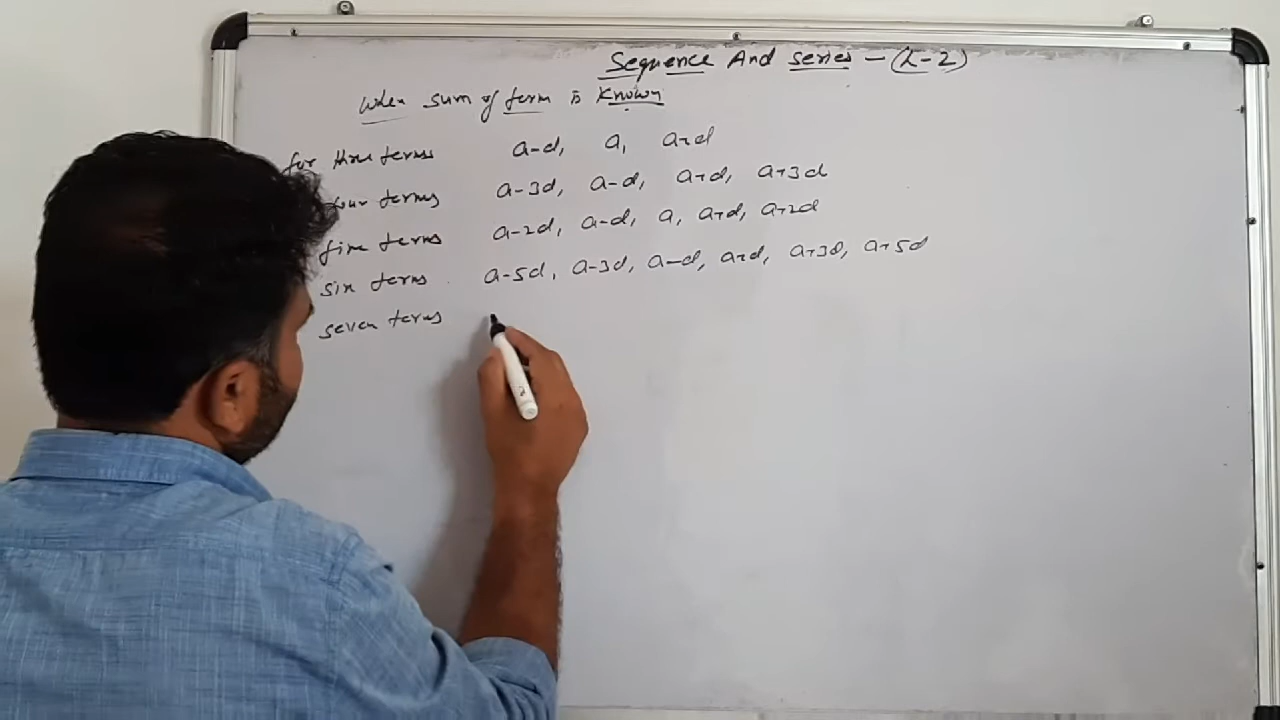 Sequence And series - (L-2)
When sum of term is known
for three terms a-d, a, a+d
four terms a-3d, a-d, a+d, a+3d
five terms a-2d, a-d, a, a+d, a+2d
six terms a-5d, a-3d, a-d, a+d, a+3d, a+5d
seven terms